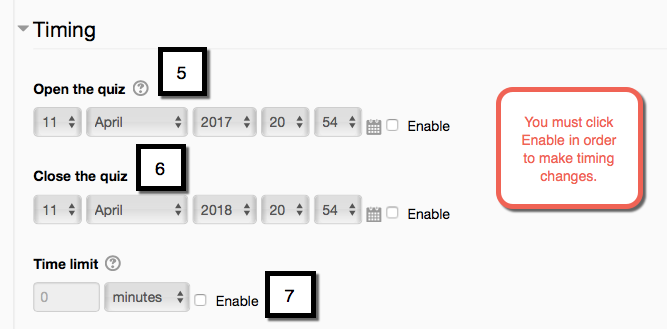 Timing
5
Open the quiz
11 April 2017 20 54 Enable
You must click
Enable in order
to make timing
changes.
6
Close the quiz
11 April 2018 20 54 Enable
Time limit
0 minutes Enable 7